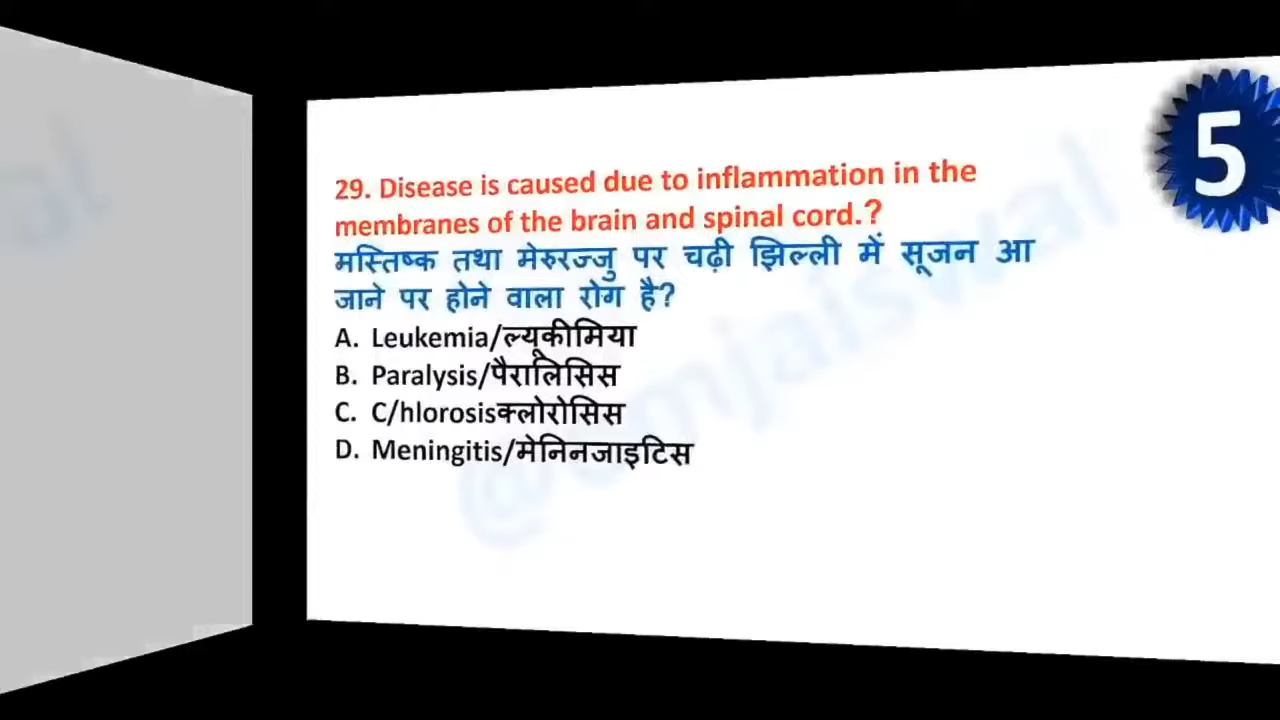 5
29. Disease is caused due to inflammation in the
membranes of the brain and spinal cord.?
मस्तिष्क तथा मेरुरज्जु पर चढ़ी झिल्ली में सूजन आ
जाने पर होने वाला रोग है?
A. Leukemia/ल्यूकीमिया
B. Paralysis/पैरालिसिस
C. C/hlorosisक्लोरोसिस
D. Meningitis/मेनिनजाइटिस